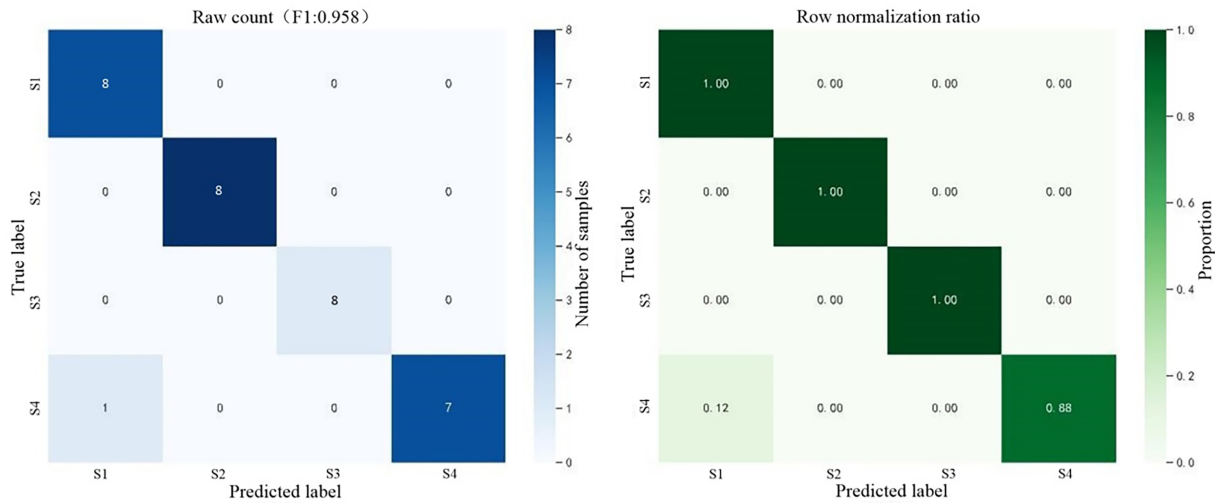 Raw count（F1:0.958）
True label
S1 8 0 0 0
S2 0 8 0 0
S3 0 0 8 0
S4 1 0 0 7
S1 S2 S3 S4
Predicted label
8
7
6
5
4
3
2
1
0
Number of samples
Row normalization ratio
True label
S1 1.00 0.00 0.00 0.00
S2 0.00 1.00 0.00 0.00
S3 0.00 0.00 1.00 0.00
S4 0.12 0.00 0.00 0.88
S1 S2 S3 S4
Predicted label
1.0
0.8
0.6
0.4
0.2
0.0
Proportion